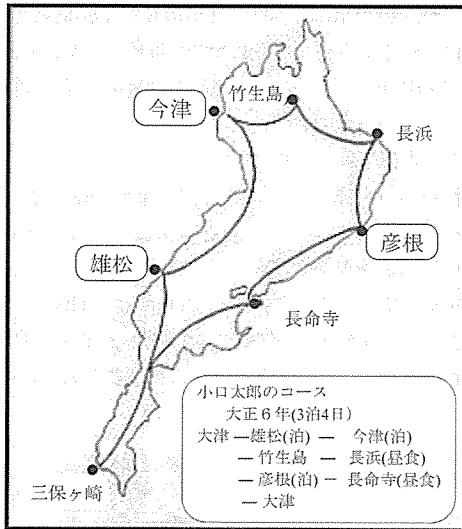 竹生島
今津
長浜
彦根
雄松
長命寺
小口太郎のコース
大正6年(3泊4日)
大津 ― 雄松(泊) ― 今津(泊)
― 竹生島 ― 長浜(昼食)
― 彦根(泊) ― 長命寺(昼食)
― 大津
三保ヶ崎